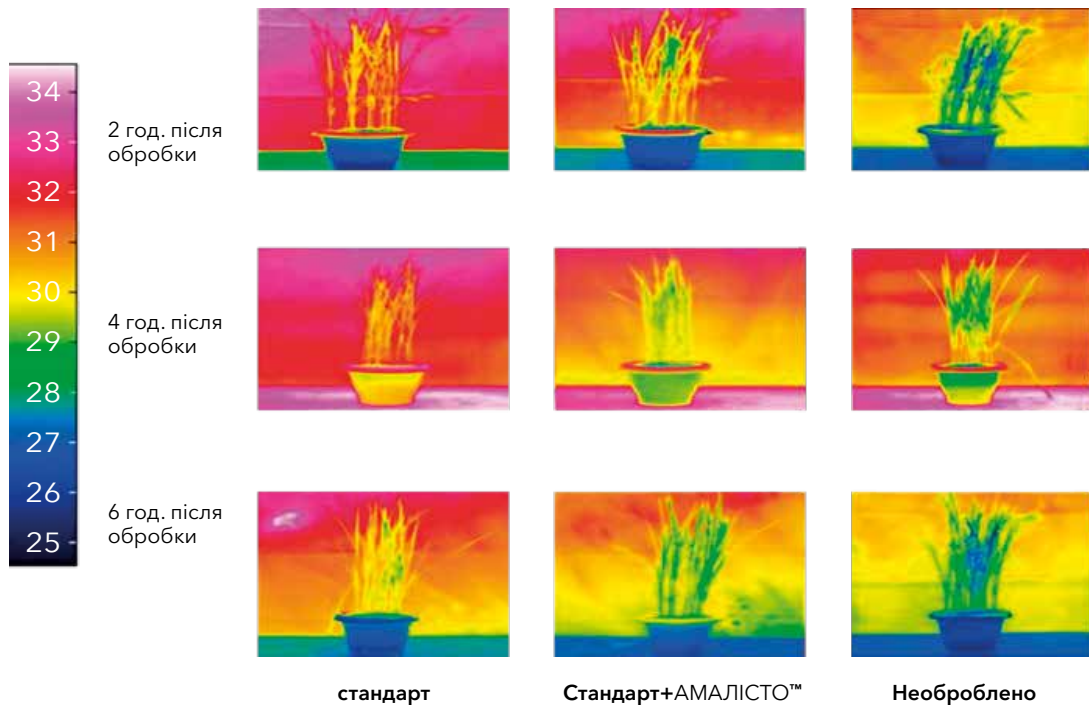 34
33
32
31
30
29
28
27
26
25
2 год. після
обробки
4 год. після
обробки
6 год. після
обробки
стандарт
Стандарт+АМАЛІСТО™
Необроблено